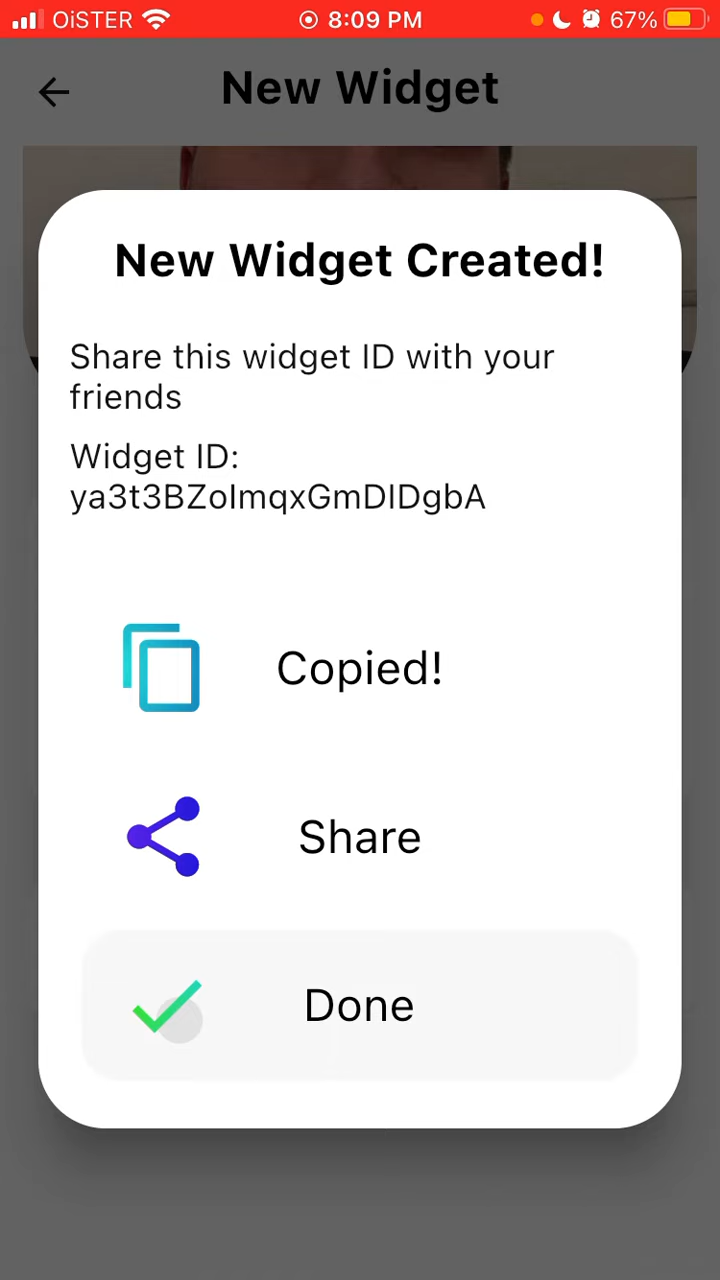 OiSTER 8:09 PM 67%
New Widget
New Widget Created!
Share this widget ID with your
friends
Widget ID:
ya3t3BZoImqxGmDIDgbA
Copied!
Share
Done